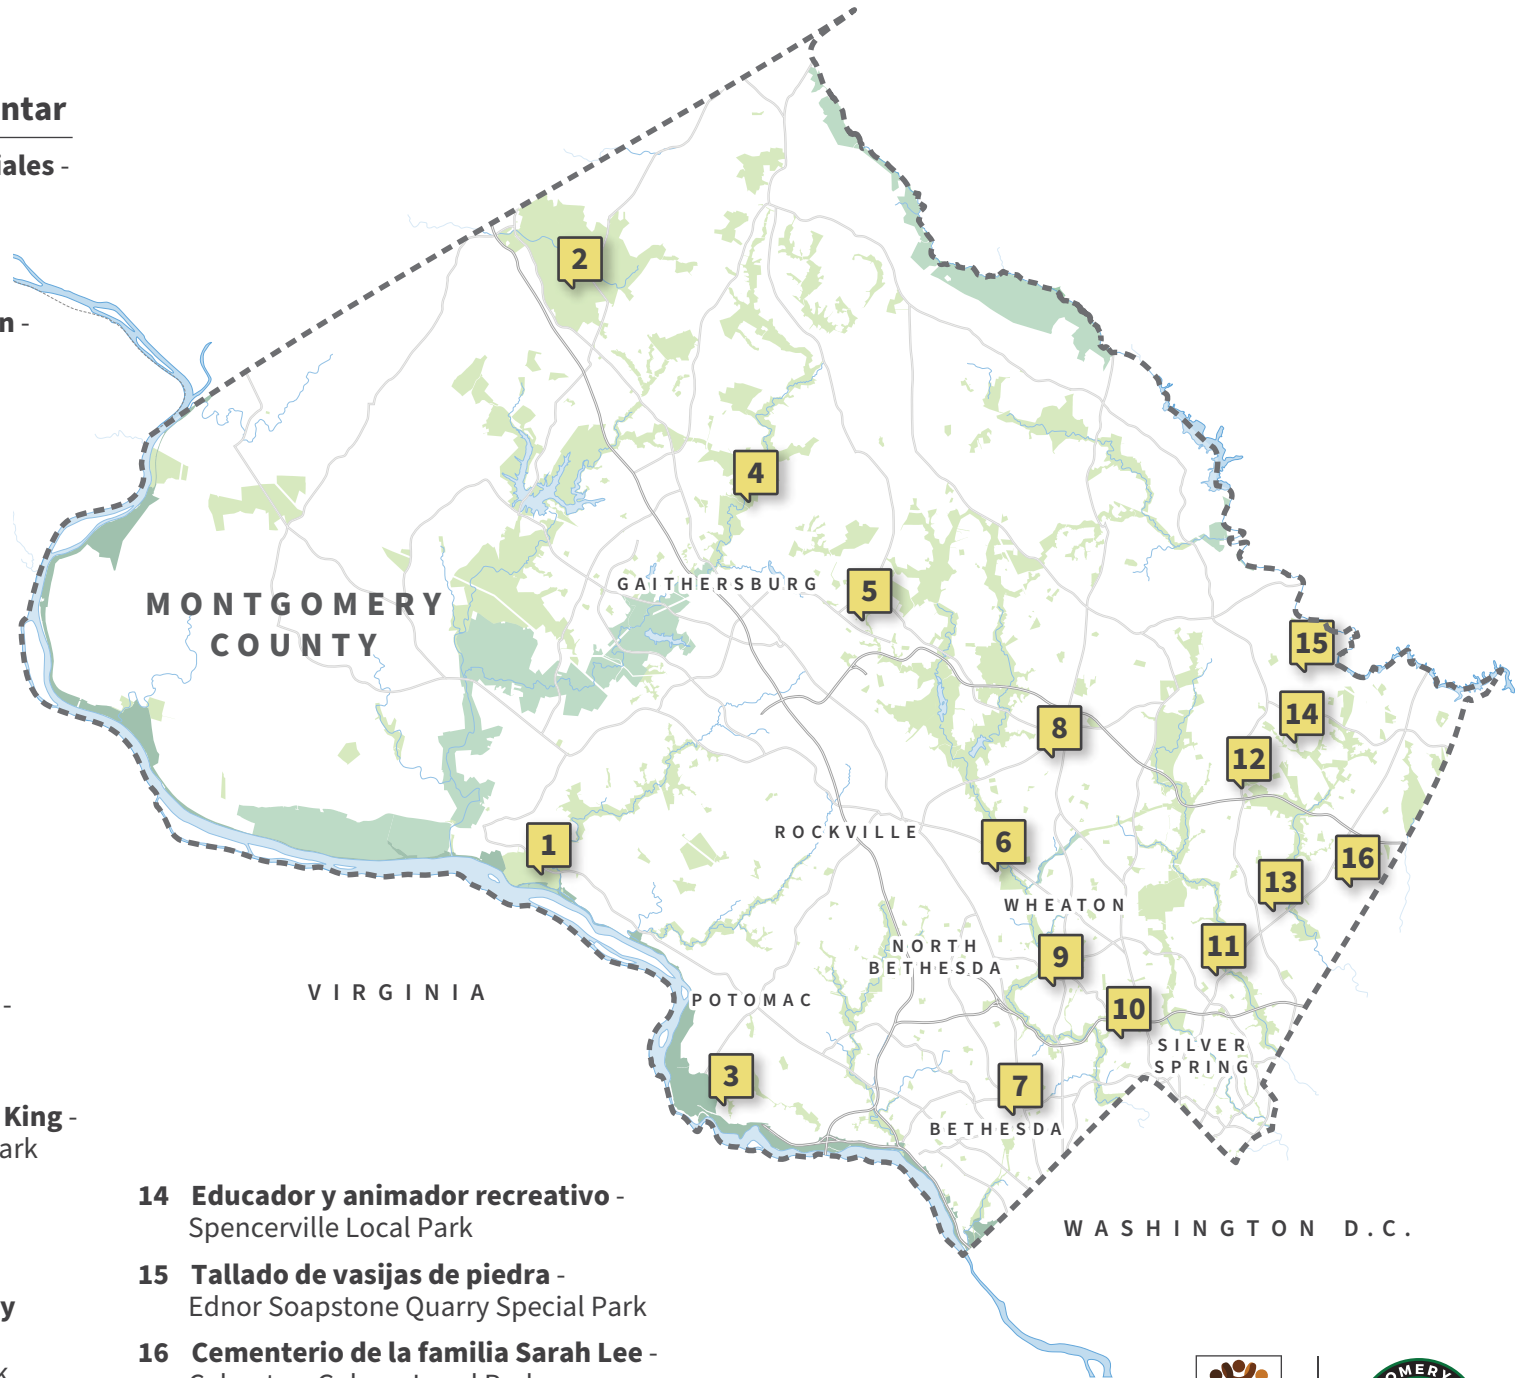 ntar
iales -
n -
-
King -
ark
y
2
4
GAITHERSBURG
5
MONTGOMERY
COUNTY
15
14
8
12
1
ROCKVILLE
6
16
13
WHEATON
11
NORTH
BETHESDA
9
VIRGINIA
POTOMAC
10
SILVER
SPRING
3
7
BETHESDA
WASHINGTON D.C.
14 Educador y animador recreativo -
Spencerville Local Park
15 Tallado de vasijas de piedra -
Ednor Soapstone Quarry Special Park
16 Cementerio de la familia Sarah Lee -
OMERY